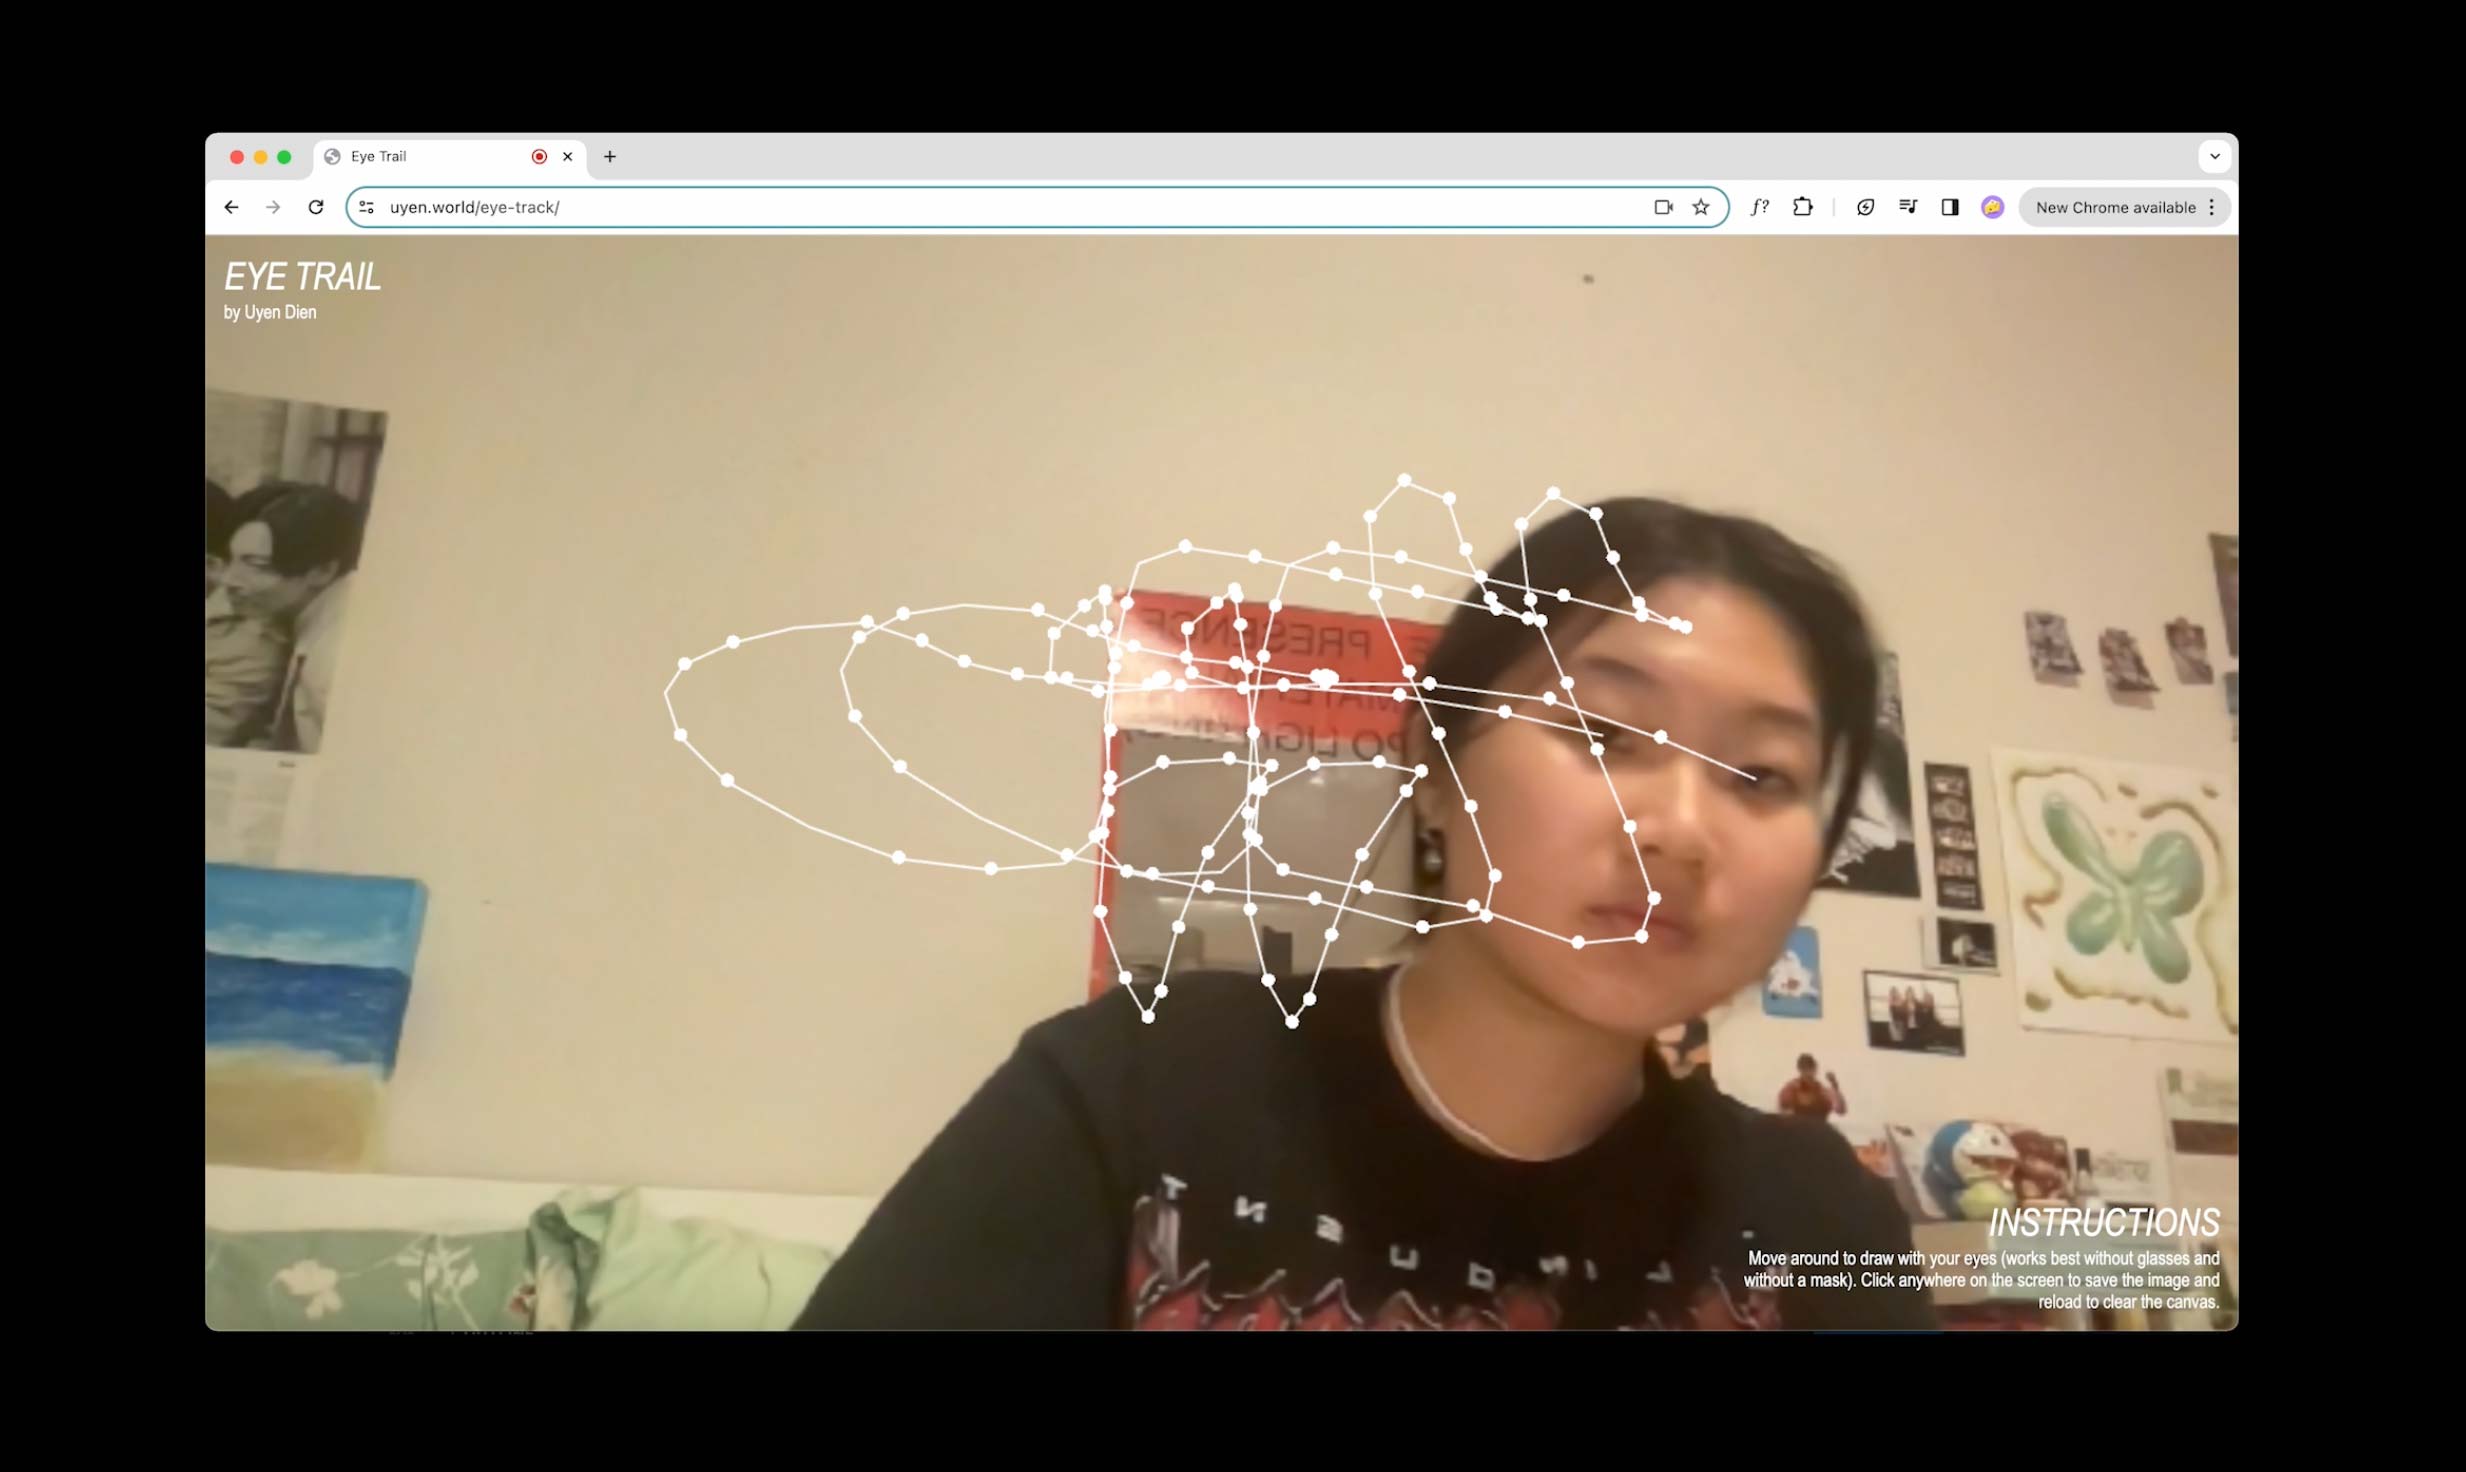 Eye Trail
uyen.world/eye-track/
New Chrome available
EYE TRAIL
by Uyen Dien
PRESENCE
INSTRUCTIONS
Move around to draw with your eyes (works best without glasses and
without a mask). Click anywhere on the screen to save the image and
reload to clear the canvas.